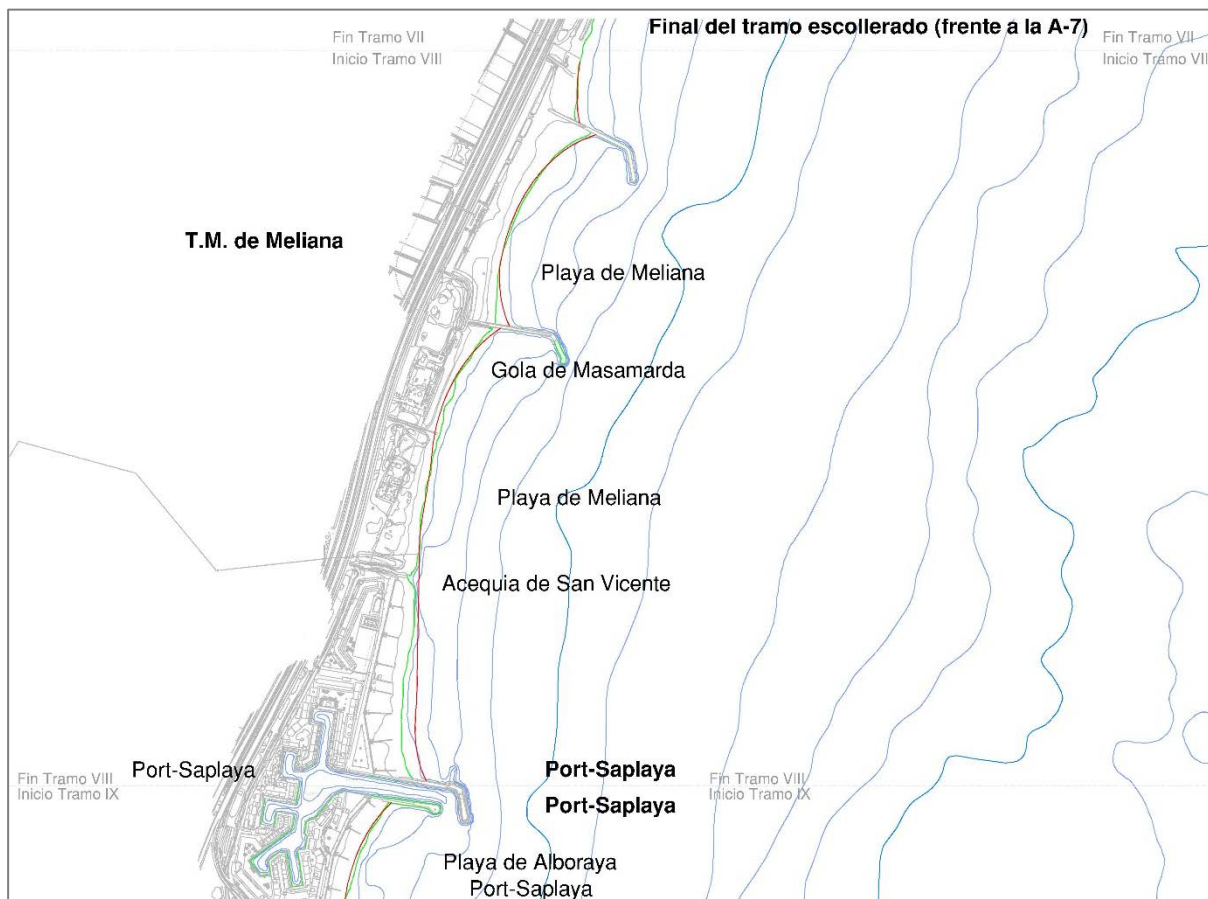 Final del tramo escollerado (frente a la A-7)
Fin Tramo VII
Inicio Tramo VIII
Fin Tramo VII
Inicio Tramo VIII
T.M. de Meliana
Playa de Meliana
Gola de Masamarda
Playa de Meliana
Acequia de San Vicente
Port-Saplaya
Port-Saplaya
Fin Tramo VIII
Inicio Tramo IX
Fin Tramo VIII
Inicio Tramo IX
Port-Saplaya
Playa de Alboraya
Port-Saplaya